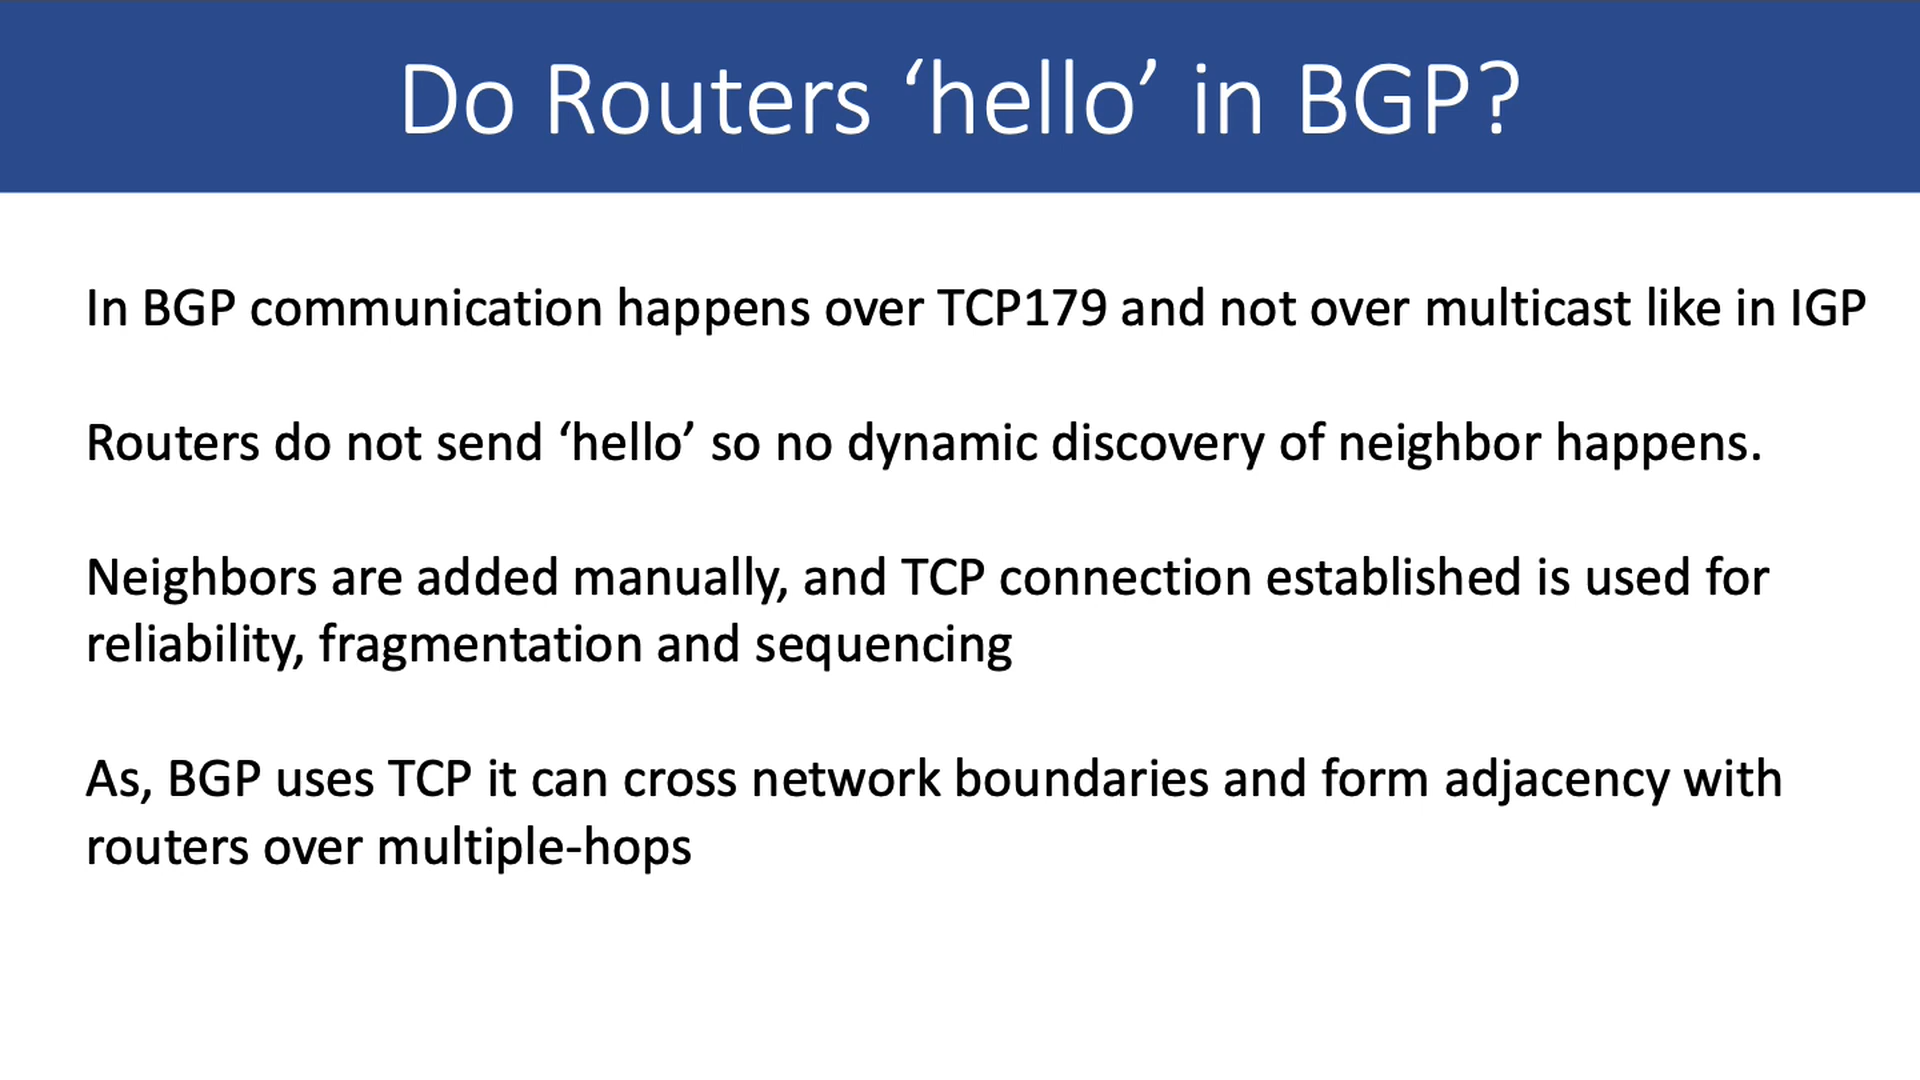 Do Routers ‘hello’ in BGP?
In BGP communication happens over TCP179 and not over multicast like in IGP
Routers do not send ‘hello’ so no dynamic discovery of neighbor happens.
Neighbors are added manually, and TCP connection established is used for
reliability, fragmentation and sequencing
As, BGP uses TCP it can cross network boundaries and form adjacency with
routers over multiple-hops